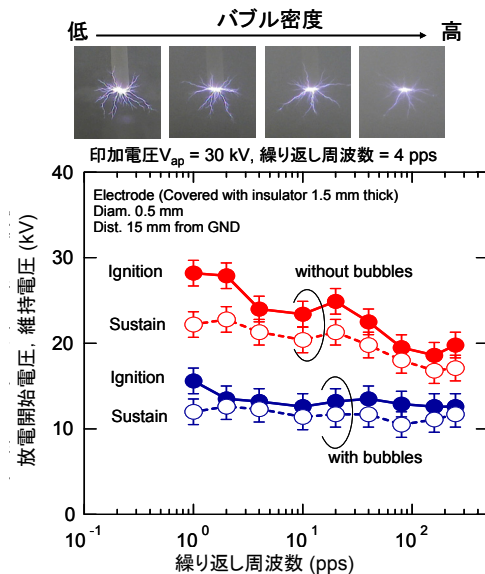 バブル密度
低
高
印加電圧Vap = 30 kV, 繰り返し周波数 = 4 pps
放電開始電圧, 維持電圧 (kV)
40
30
20
10
0
Electrode (Covered with insulator 1.5 mm thick)
Diam. 0.5 mm
Dist. 15 mm from GND
Ignition
without bubbles
Sustain
Ignition
Sustain
with bubbles
10-1
100
101
102
繰り返し周波数 (pps)